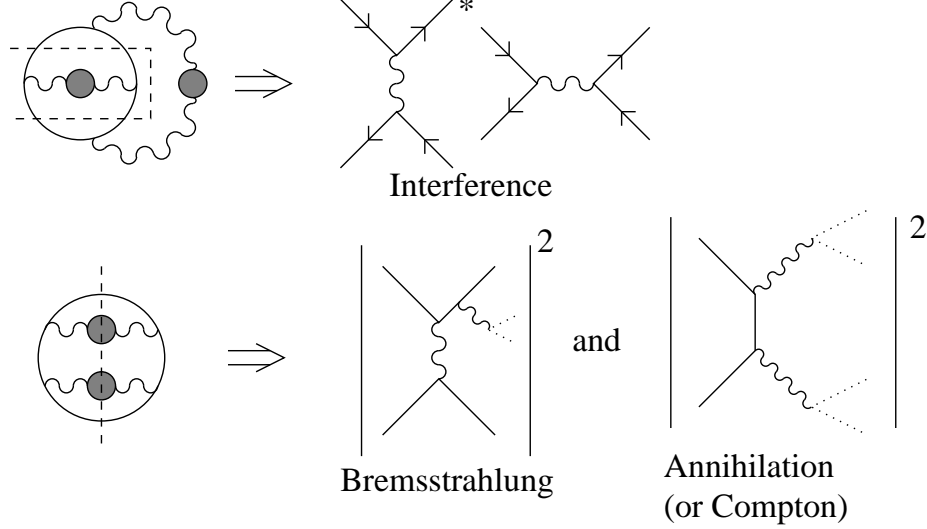 *
Interference
2
2
and
Bremsstrahlung
Annihilation
(or Compton)